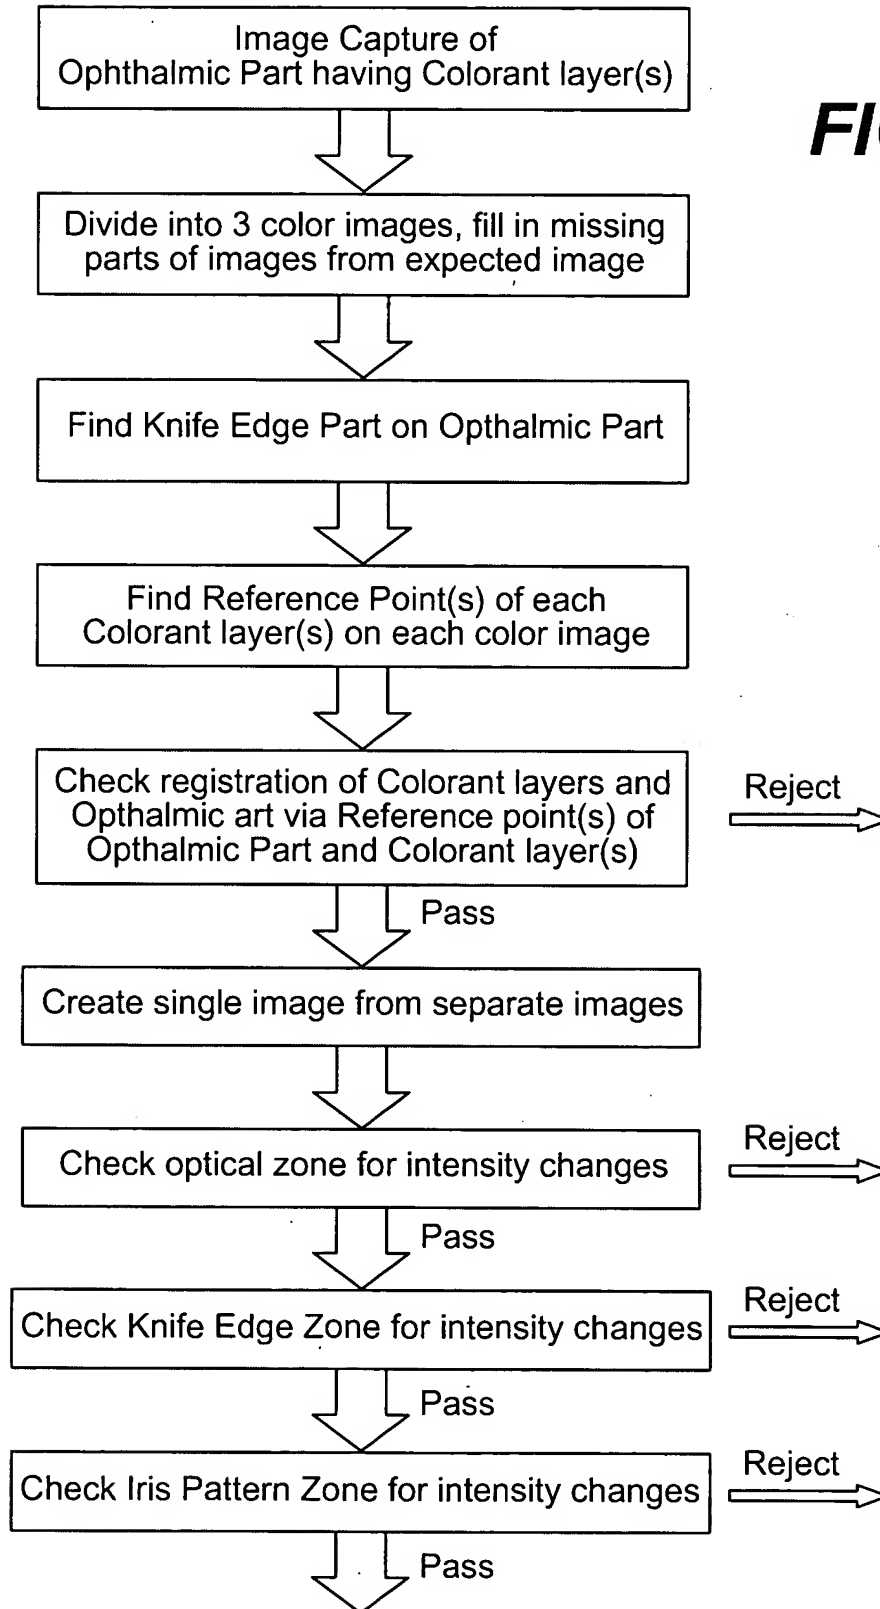 Image Capture of
Ophthalmic Part having Colorant layer(s)
FI
Divide into 3 color images, fill in missing
parts of images from expected image
Find Knife Edge Part on Opthalmic Part
Find Reference Point(s) of each
Colorant layer(s) on each color image
Check registration of Colorant layers and
Opthalmic art via Reference point(s) of
Opthalmic Part and Colorant layer(s)
Reject
Pass
Create single image from separate images
Check optical zone for intensity changes
Reject
Pass
Check Knife Edge Zone for intensity changes
Reject
Pass
Check Iris Pattern Zone for intensity changes
Reject
Pass